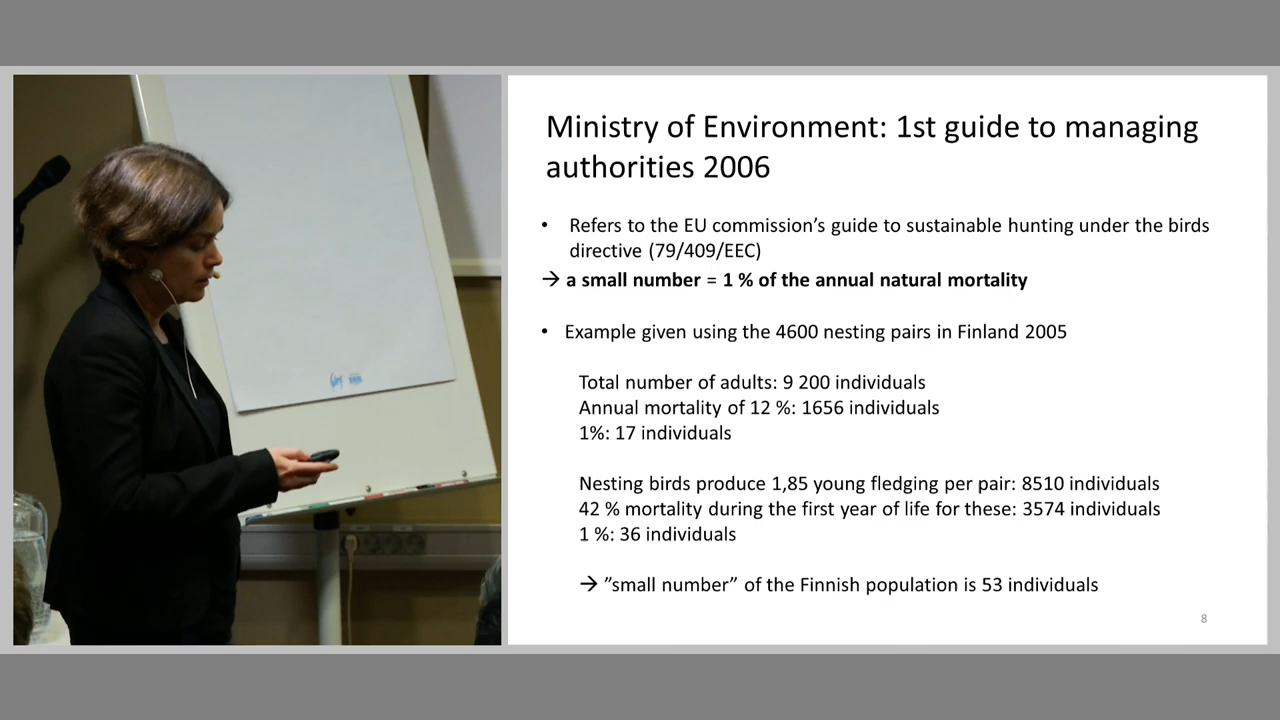 Ministry of Environment: 1st guide to managing
authorities 2006
• Refers to the EU commission’s guide to sustainable hunting under the birds
directive (79/409/EEC)
→ a small number = 1 % of the annual natural mortality
• Example given using the 4600 nesting pairs in Finland 2005
Total number of adults: 9 200 individuals
Annual mortality of 12 %: 1656 individuals
1%: 17 individuals
Nesting birds produce 1,85 young fledging per pair: 8510 individuals
42 % mortality during the first year of life for these: 3574 individuals
1 %: 36 individuals
→ ”small number” of the Finnish population is 53 individuals
8